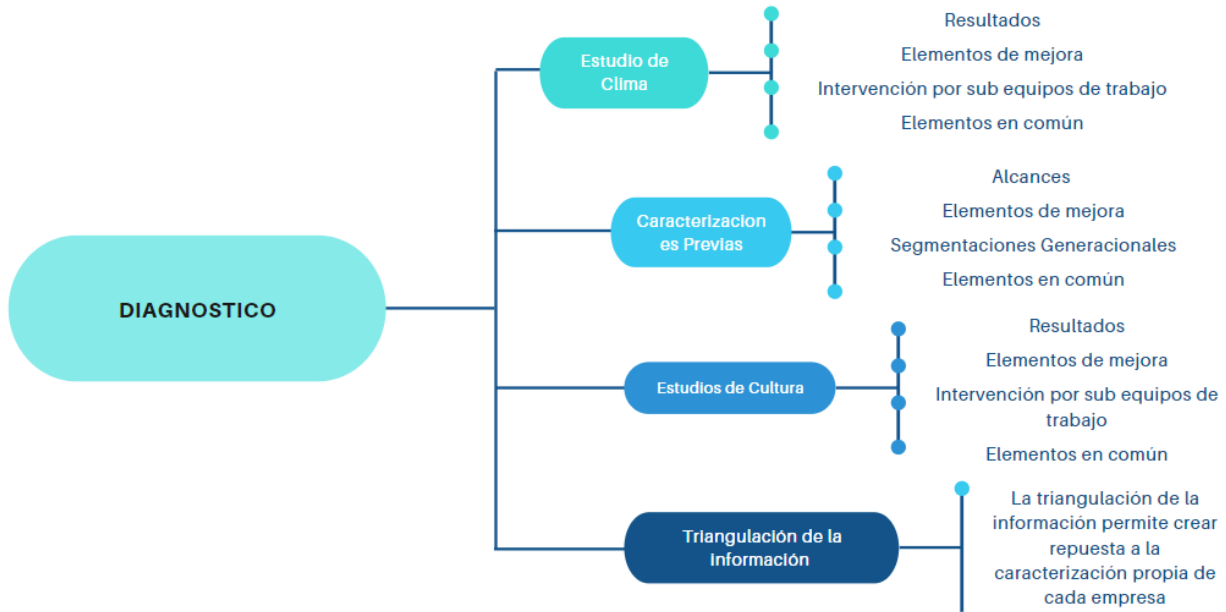 DIAGNOSTICO
Estudio de
Clima
Resultados
Elementos de mejora
Intervención por sub equipos de trabajo
Elementos en común
Caracterizacion
es Previas
Alcances
Elementos de mejora
Segmentaciones Generacionales
Elementos en común
Estudios de Cultura
Resultados
Elementos de mejora
Intervención por sub equipos de
trabajo
Elementos en común
Triangulación de la
información
La triangulación de la
información permite crear
repuesta a la
caracterización propia de
cada empresa